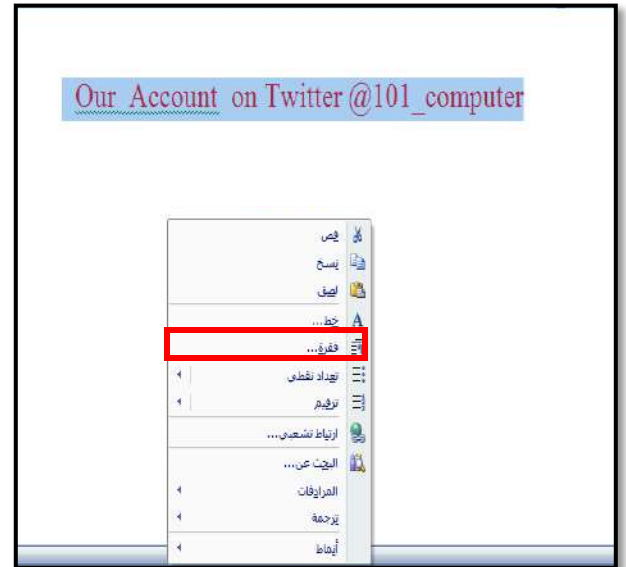 Our Account on Twitter @101_computer
قص
نسخ
لصق
خط...
فقرة...
تعداد نقطي
ترقيم
ارتباط تشعبي...
البحث عن...
المرادفات
ترجمة
أنماط